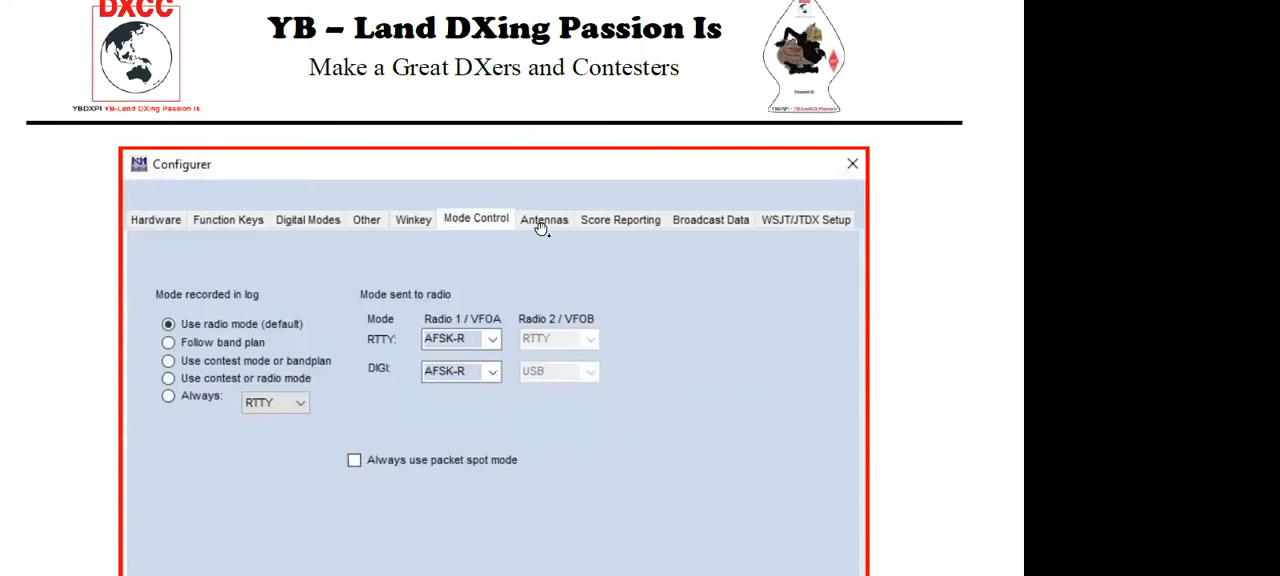 DXCC
YB – Land DXing Passion Is
Make a Great DXers and Contesters
YBDXPI YB-Land DXing Passion Is
Configurer
Hardware Function Keys Digital Modes Other Winkey Mode Control Antennas Score Reporting Broadcast Data WSJT/JTDX Setup
Mode recorded in log
Use radio mode (default)
Follow band plan
Use contest mode or bandplan
Use contest or radio mode
Always: RTTY
Mode sent to radio
Mode Radio 1 / VFOA Radio 2 / VFOB
RTTY: AFSK-R RTTY
DIGI: AFSK-R USB
Always use packet spot mode